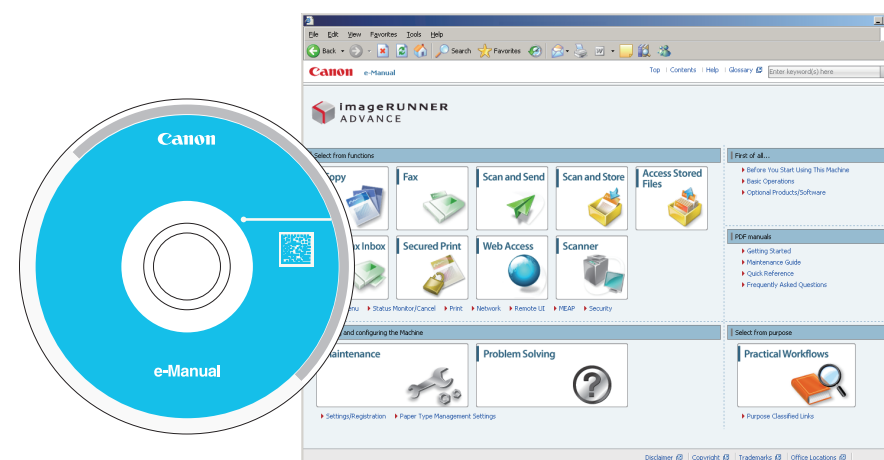 Canon
e-Manual
File Edit View Favorites Tools Help
Back Search Favorites
Canon e-Manual Top Contents Help Glossary Enter keyword(s) here
imageRUNNER
ADVANCE
Select from functions
Copy Fax Scan and Send Scan and Store Access Stored
Files
Inbox Secured Print Web Access Scanner
Status Monitor/Cancel Print Network Remote UI MEAP Security
and configuring the Machine
Maintenance Problem Solving
Settings/Registration Paper Type Management Settings
First of all...
Before You Start Using This Machine
Basic Operations
Optional Products/Software
PDF manuals
Getting Started
Maintenance Guide
Quick Reference
Frequently Asked Questions
Select from purpose
Practical Workflows
Purpose Classified Links
Disclaimer Copyright Trademarks Office Locations